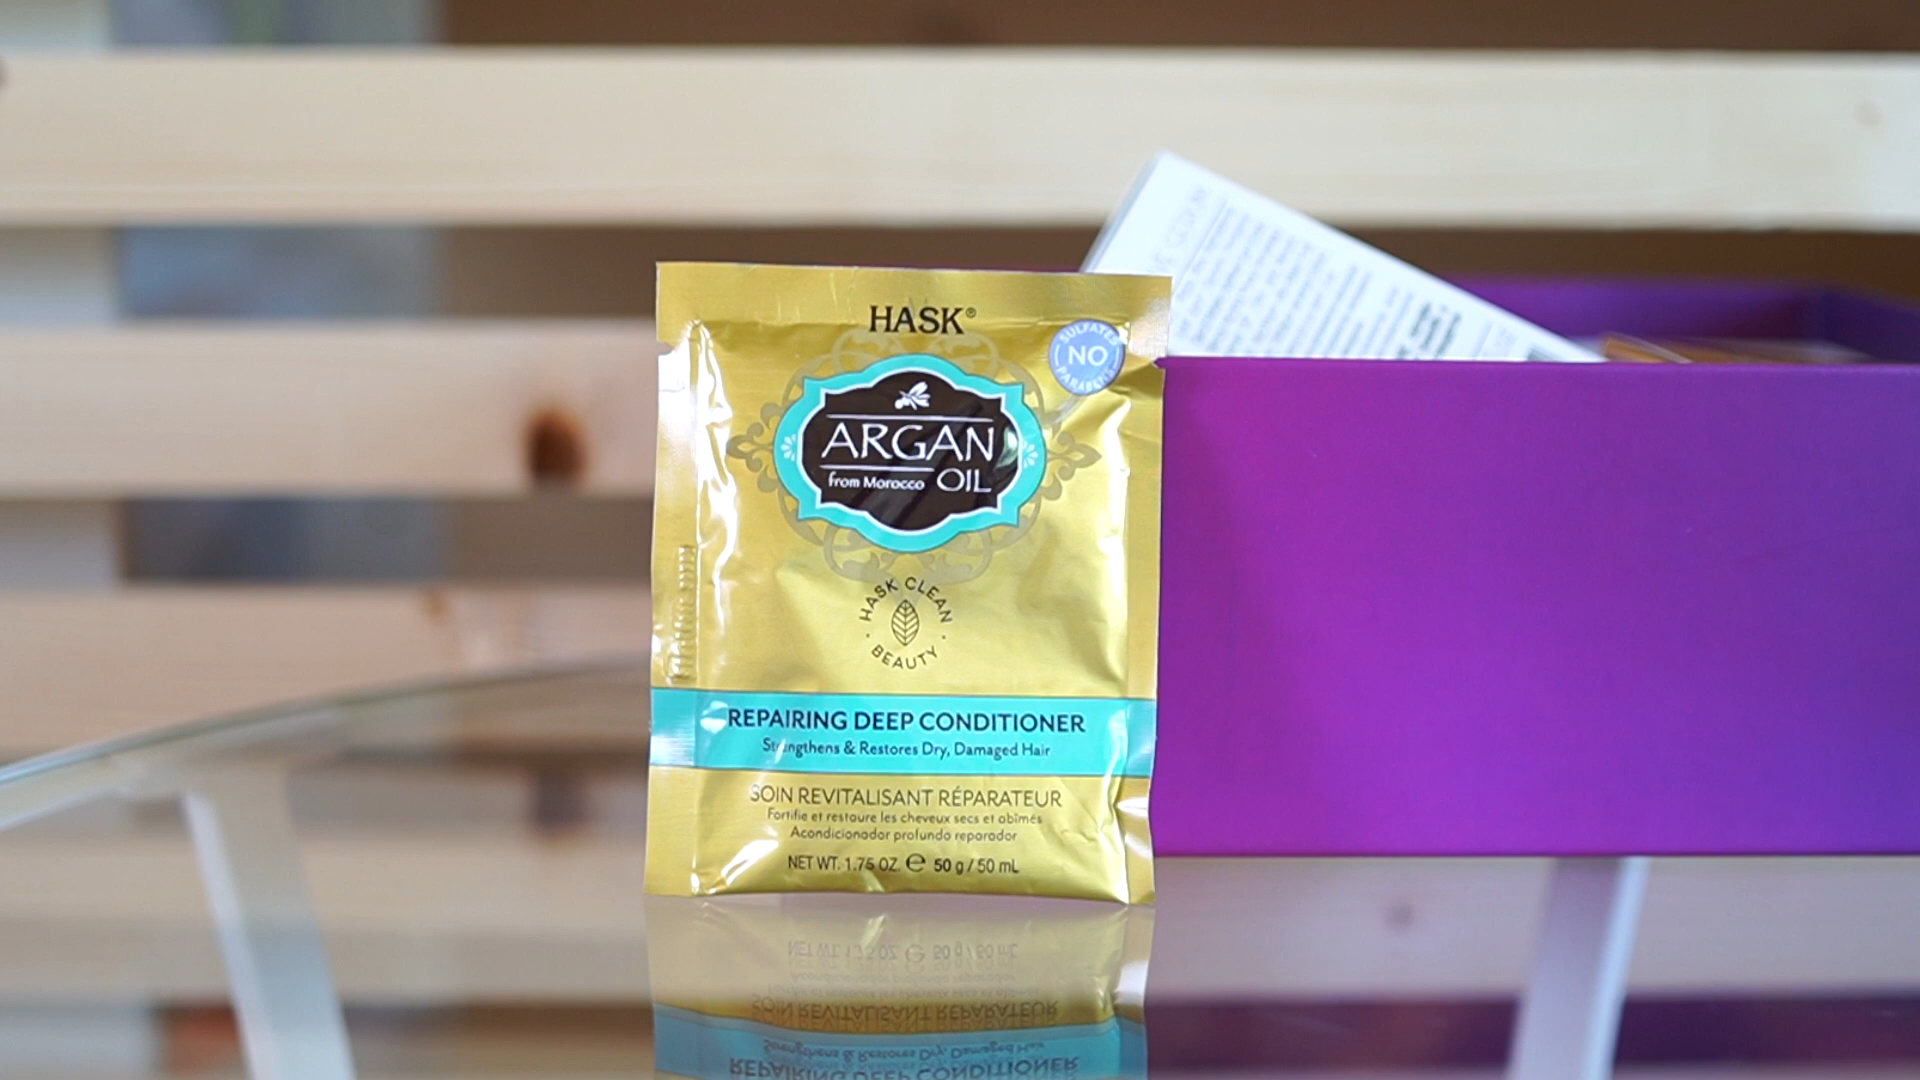 HASK®
SULFATES
NO
PARABENS
ARGAN
from Morocco OIL
HASK CLEAN
BEAUTY
REPAIRING DEEP CONDITIONER
Strengthens & Restores Dry, Damaged Hair
SOIN REVITALISANT RÉPARATEUR
Fortifie et restaure les cheveux secs et abîmés
Acondicionador profundo reparador
NET WT. 1.75 OZ. ℮ 50 g / 50 mL